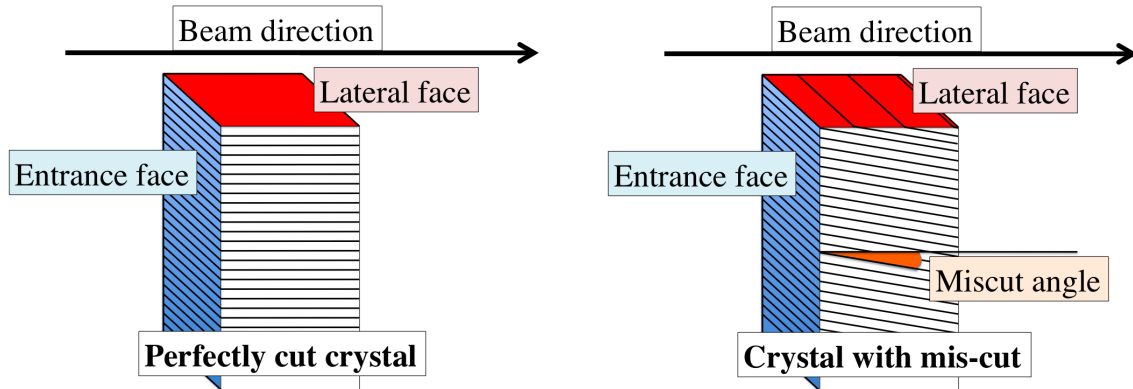 Beam direction
Lateral face
Entrance face
Perfectly cut crystal
Beam direction
Lateral face
Entrance face
Miscut angle
Crystal with mis-cut